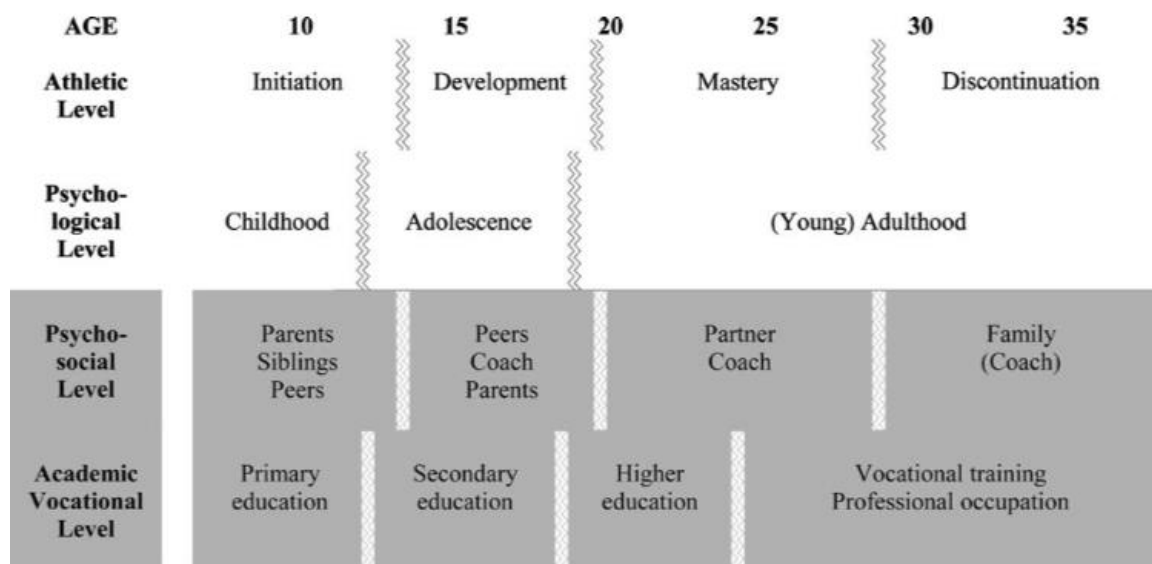 AGE 10 15 20 25 30 35
Athletic Level Initiation Development Mastery Discontinuation
Psycho-
logical
Level
Childhood Adolescence (Young) Adulthood
Psycho-
social
Level
Parents
Siblings
Peers
Peers
Coach
Parents
Partner
Coach
Family
(Coach)
Academic
Vocational
Level
Primary
education
Secondary
education
Higher
education
Vocational training
Professional occupation